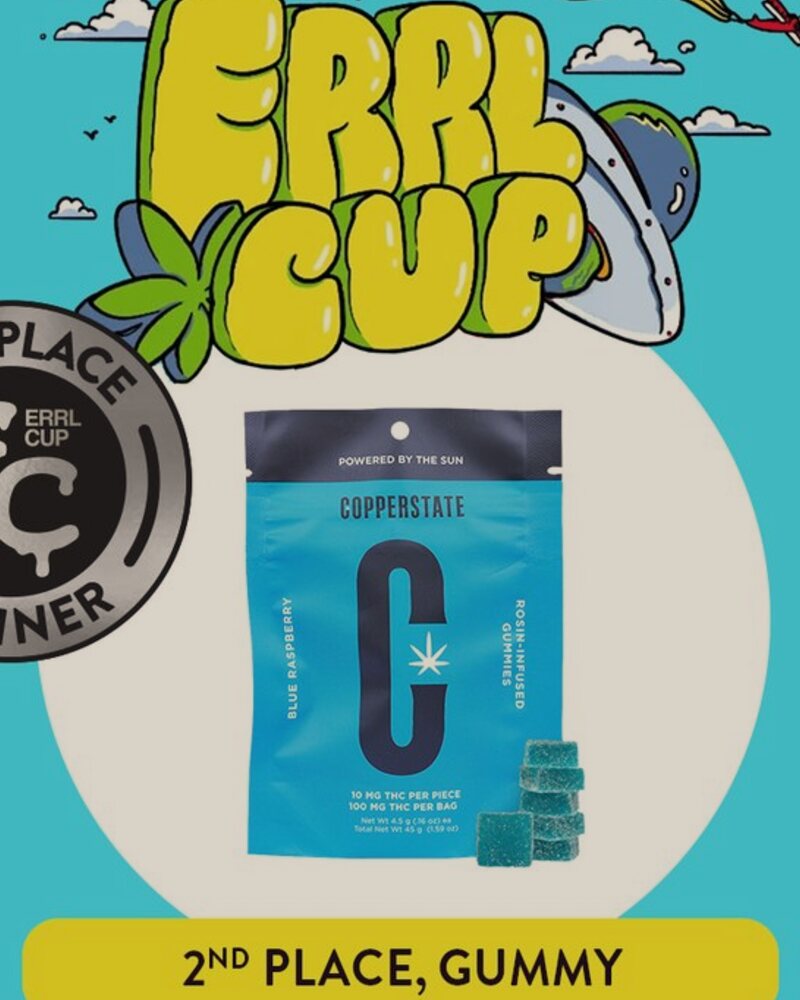 ERRL
CUP
PLACE
ERRL
CUP
C
POWERED BY THE SUN
COPPERSTATE
C
BLUE RASPBERRY
ROSIN-INFUSED
GUMMIES
10 MG THC PER PIECE
100 MG THC PER BAG
Net Wt 4.5 g (.16 oz) ea
Total Net Wt 45 g (1.59 oz)
2ND PLACE, GUMMY